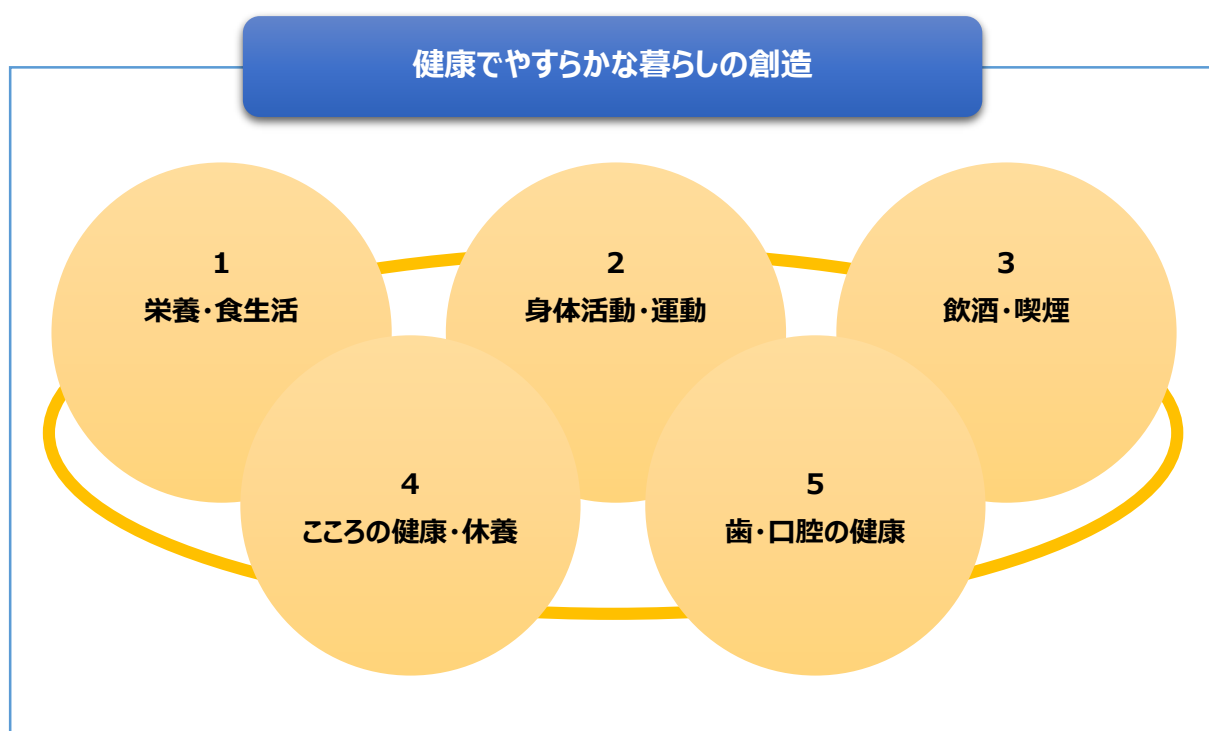 健康でやすらかな暮らしの創造
1
栄養・食生活
2
身体活動・運動
3
飲酒・喫煙
4
こころの健康・休養
5
歯・口腔の健康